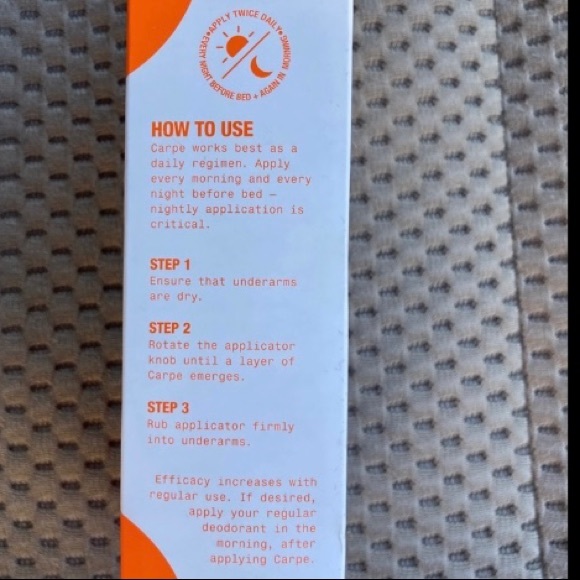 • APPLY TWICE DAILY •
EVERY NIGHT BEFORE BED + AGAIN IN MORNING
HOW TO USE
Carpe works best as a
daily regimen. Apply
every morning and every
night before bed —
nightly application is
critical.
STEP 1
Ensure that underarms
are dry.
STEP 2
Rotate the applicator
knob until a layer of
Carpe emerges.
STEP 3
Rub applicator firmly
into underarms.
Efficacy increases with
regular use. If desired,
apply your regular
deodorant in the
morning, after
applying Carpe.